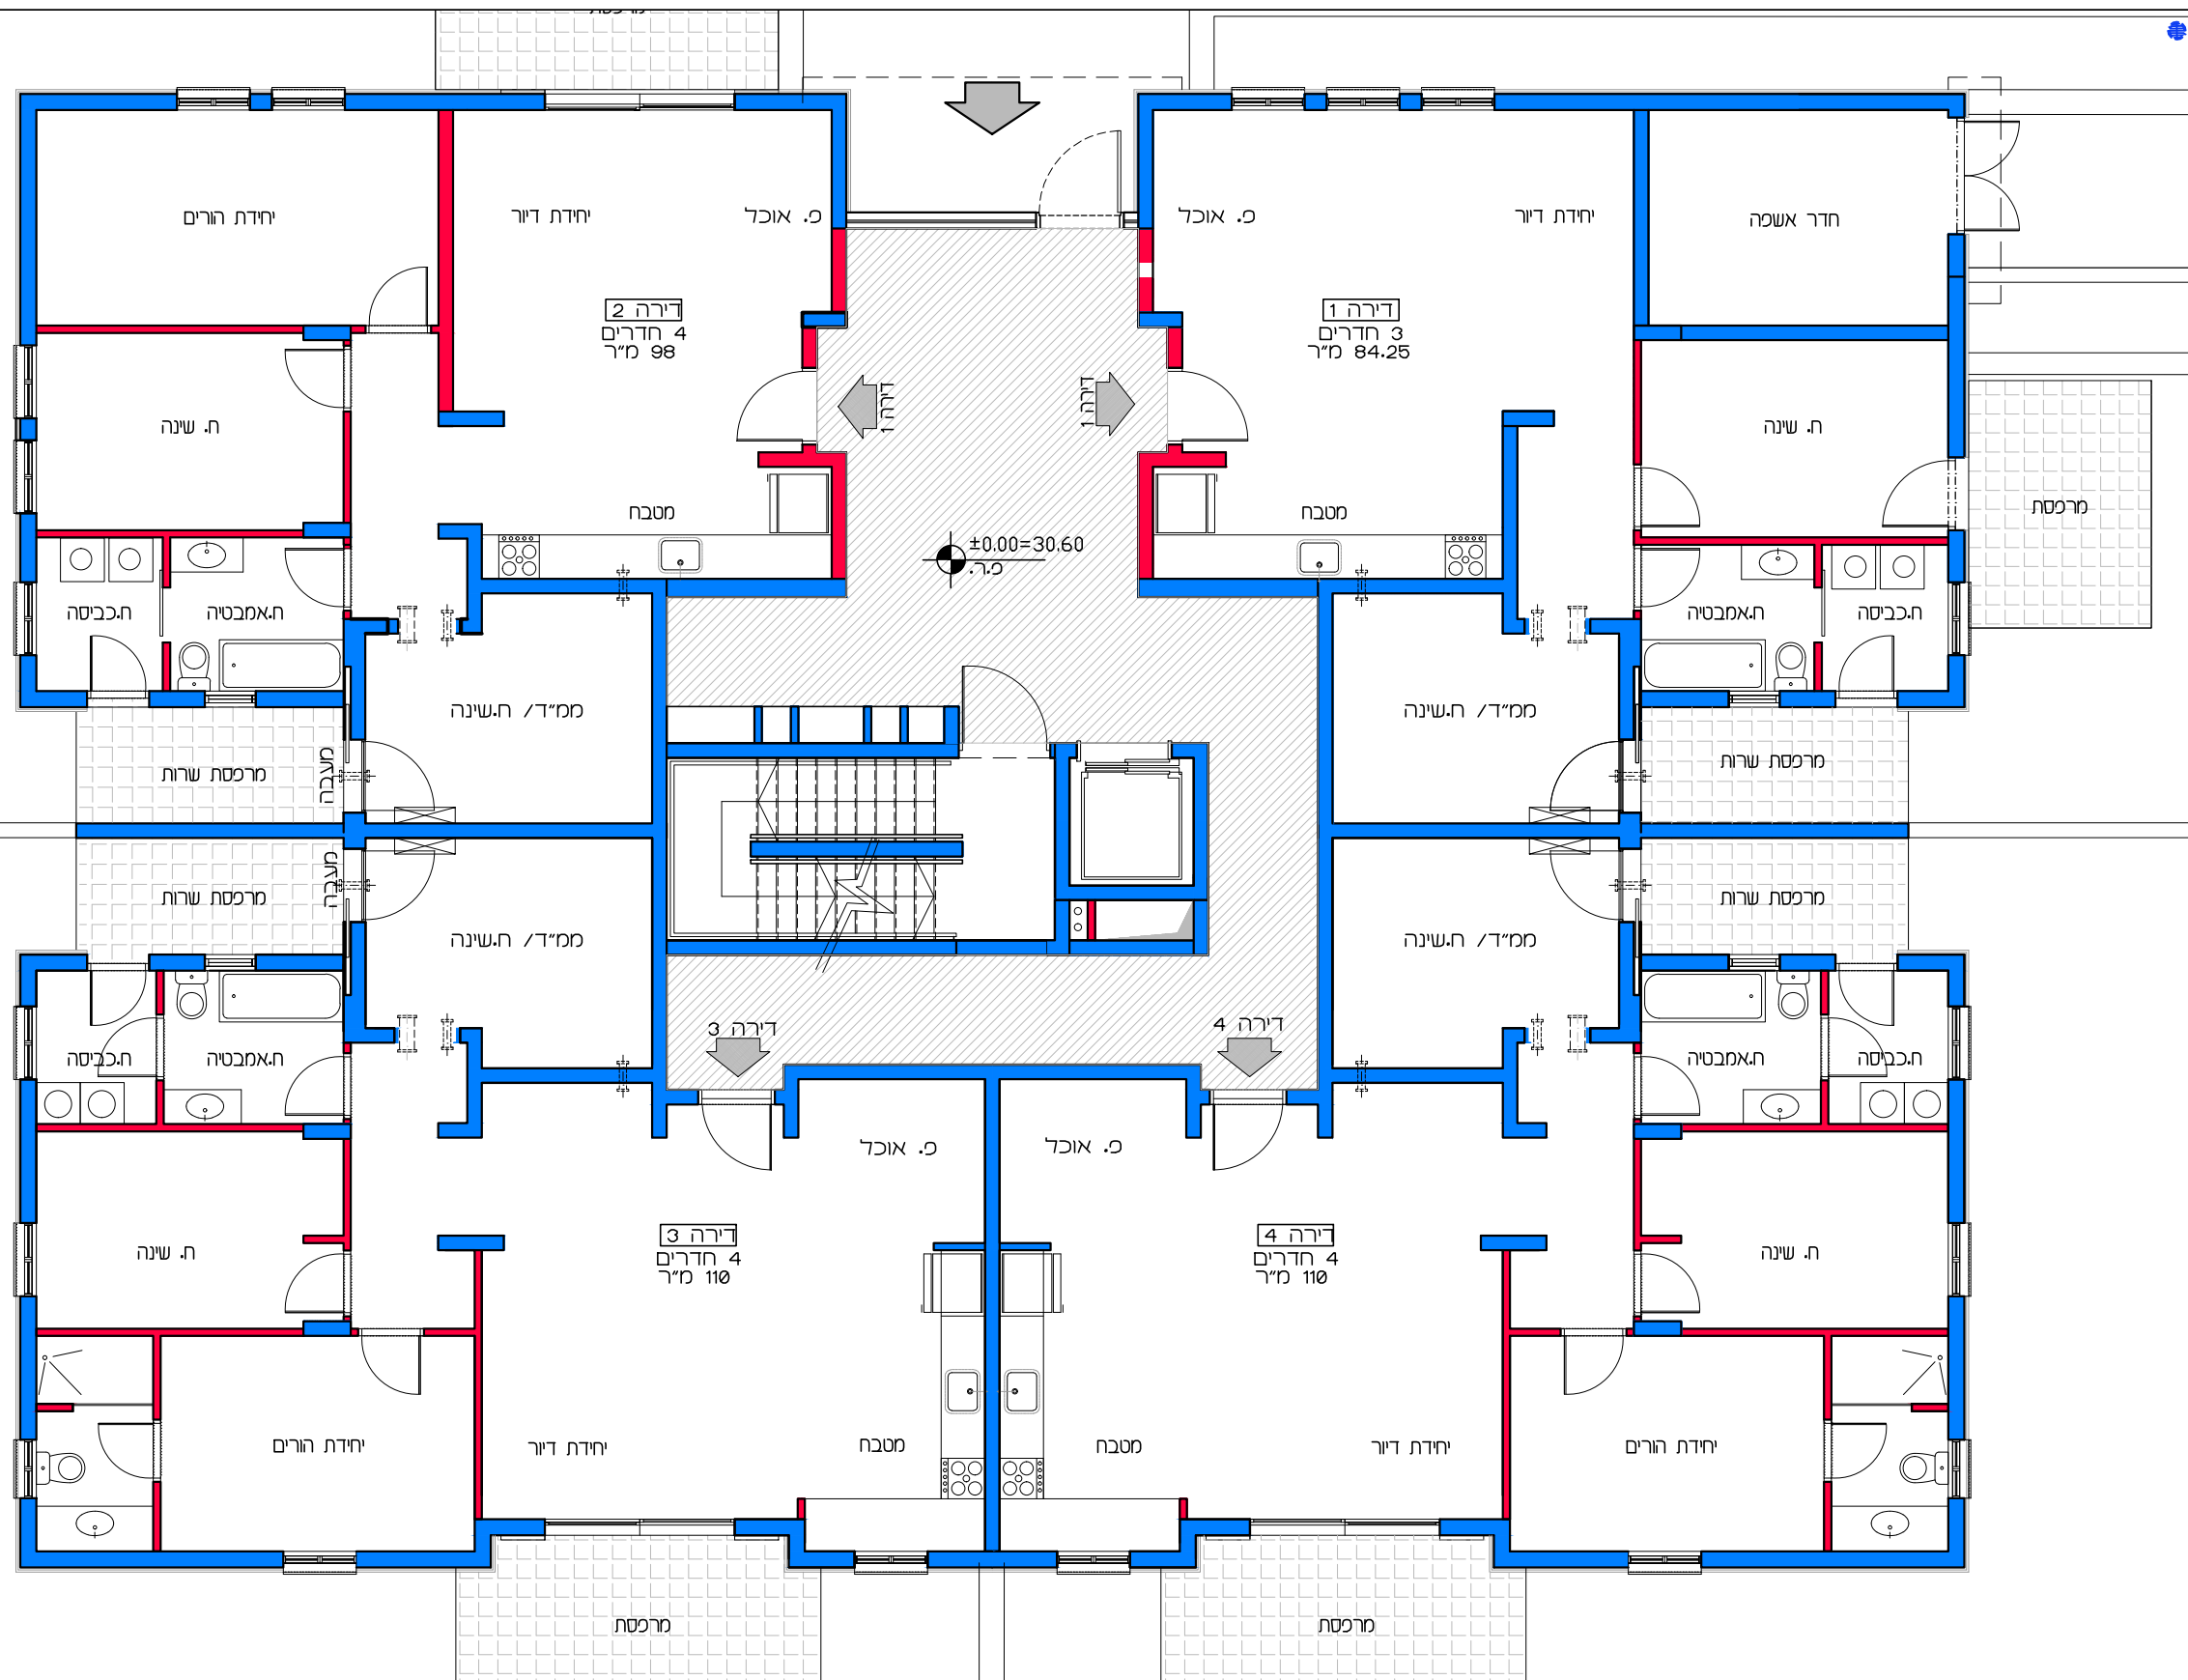 יחידת הורים
יחידת דיור
פ. אוכל
פ. אוכל
יחידת דיור
חדר אשפה
דירה 2
4 חדרים
98 מ״ר
דירה 1
3 חדרים
84.25 מ״ר
דירה 1
דירה 1
ח. שינה
ח. שינה
מטבח
מטבח
מרפסת
±0.00=30.60
פ.ר.
ח.כביסה
ח.אמבטיה
ח.אמבטיה
ח.כביסה
ממ״ד/ ח.שינה
ממ״ד/ ח.שינה
מרפסת שרות
מעבה
מרפסת שרות
מרפסת שרות
מעבה
מרפסת שרות
ממ״ד/ ח.שינה
ממ״ד/ ח.שינה
דירה 3
דירה 4
ח.כביסה
ח.אמבטיה
ח.אמבטיה
ח.כביסה
פ. אוכל
פ. אוכל
ח. שינה
דירה 3
4 חדרים
110 מ״ר
דירה 4
4 חדרים
110 מ״ר
ח. שינה
יחידת הורים
יחידת דיור
מטבח
מטבח
יחידת דיור
יחידת הורים
מרפסת
מרפסת